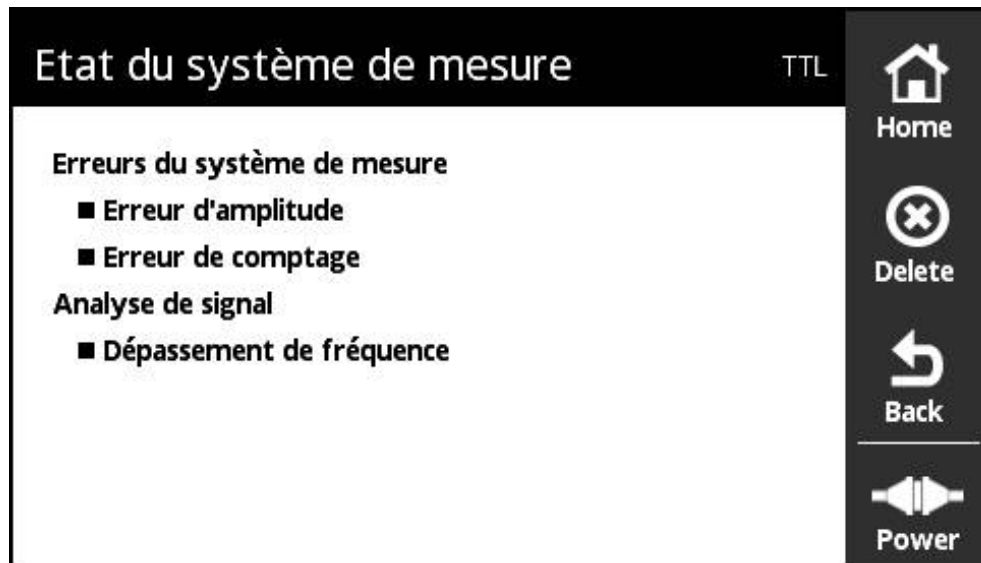 Etat du système de mesure
TTL
Erreurs du système de mesure
■ Erreur d'amplitude
■ Erreur de comptage
Analyse de signal
■ Dépassement de fréquence
Home
Delete
Back
Power